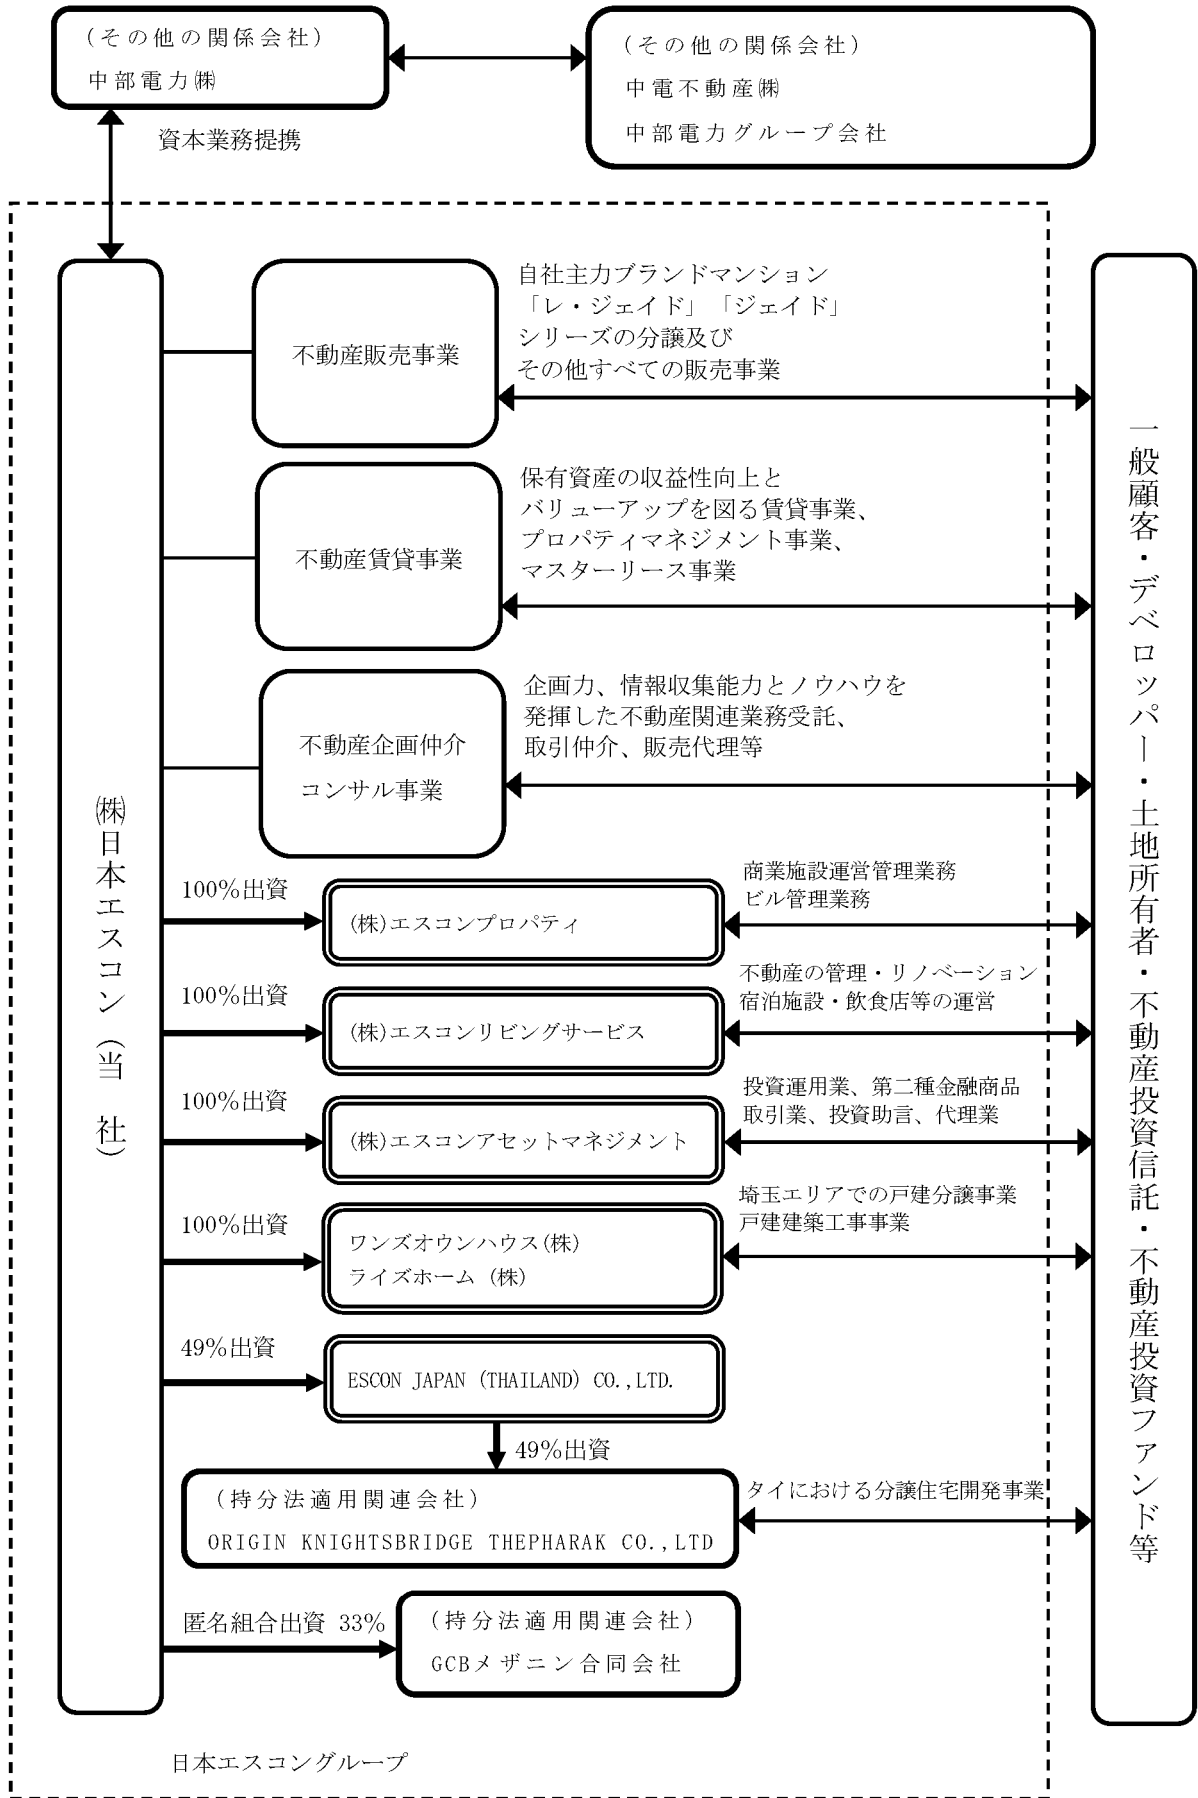 (その他の関係会社)
中部電力㈱
(その他の関係会社)
中電不動産㈱
中部電力グループ会社
資本業務提携
㈱日本エスコン(当 社)
不動産販売事業
自社主力ブランドマンション
「レ・ジェイド」「ジェイド」
シリーズの分譲及び
その他すべての販売事業
不動産賃貸事業
保有資産の収益性向上と
バリューアップを図る賃貸事業、
プロパティマネジメント事業、
マスターリース事業
不動産企画仲介
コンサル事業
企画力、情報収集能力とノウハウを
発揮した不動産関連業務受託、
取引仲介、販売代理等
100%出資
(株)エスコンプロパティ
商業施設運営管理業務
ビル管理業務
100%出資
(株)エスコンリビングサービス
不動産の管理・リノベーション
宿泊施設・飲食店等の運営
100%出資
(株)エスコンアセットマネジメント
投資運用業、第二種金融商品
取引業、投資助言、代理業
100%出資
ワンズオウンハウス(株)
ライズホーム (株)
埼玉エリアでの戸建分譲事業
戸建建築工事事業
49%出資
ESCON JAPAN (THAILAND) CO.,LTD.
49%出資
(持分法適用関連会社)
ORIGIN KNIGHTSBRIDGE THEPHARAK CO.,LTD
タイにおける分譲住宅開発事業
匿名組合出資 33%
(持分法適用関連会社)
GCBメザニン合同会社
一般顧客・デベロッパー・土地所有者・不動産投資信託・不動産投資ファンド等
日本エスコングループ